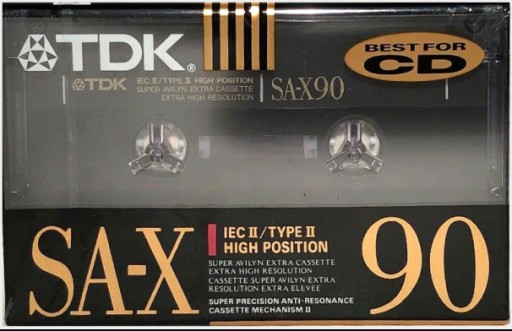 TDK®
BEST FOR
CD
TDK
IEC II/TYPE II HIGH POSITION
SUPER AVILYN EXTRA CASSETTE
EXTRA HIGH RESOLUTION
SA-X90
SA-X
IEC II/TYPE II
HIGH POSITION
SUPER AVILYN EXTRA CASSETTE
EXTRA HIGH RESOLUTION
CASSETTE SUPER AVILYN EXTRA
RESOLUTION EXTRA ELEVEE
SUPER PRECISION ANTI-RESONANCE
CASSETTE MECHANISM II
90